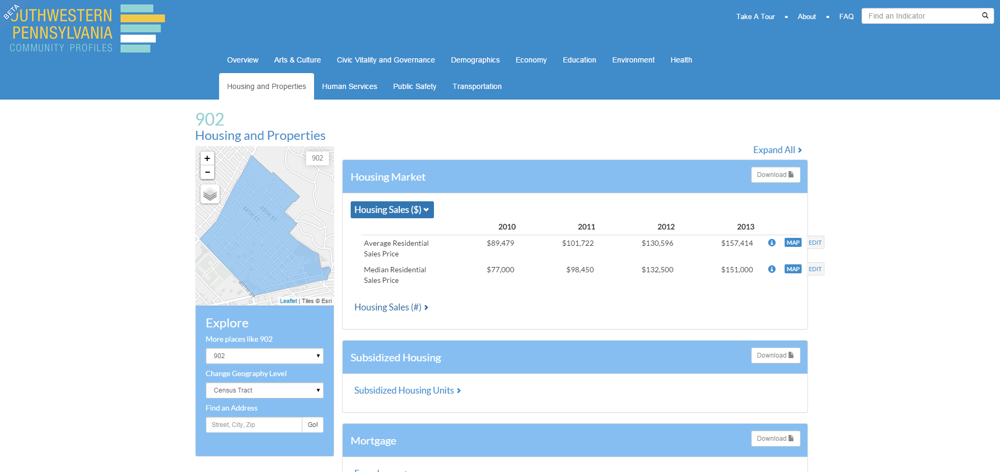 BETA
OUTHWESTERN
PENNSYLVANIA
COMMUNITY PROFILES
Take A Tour • About • FAQ Find an Indicator
Overview Arts & Culture Civic Vitality and Governance Demographics Economy Education Environment Health
Housing and Properties Human Services Public Safety Transportation
902
Housing and Properties
+
−
902
44TH ST
45TH ST
40TH ST
Leaflet | Tiles © Esri
Explore
More places like 902
902
Change Geography Level
Census Tract
Find an Address
Street, City, Zip Go!
Expand All
Housing Market Download
Housing Sales ($)
2010 2011 2012 2013
Average Residential $89,479 $101,722 $130,596 $157,414 MAP EDIT
Sales Price
Median Residential $77,000 $98,450 $132,500 $151,000 MAP EDIT
Sales Price
Housing Sales (#)
Subsidized Housing Download
Subsidized Housing Units
Mortgage Download